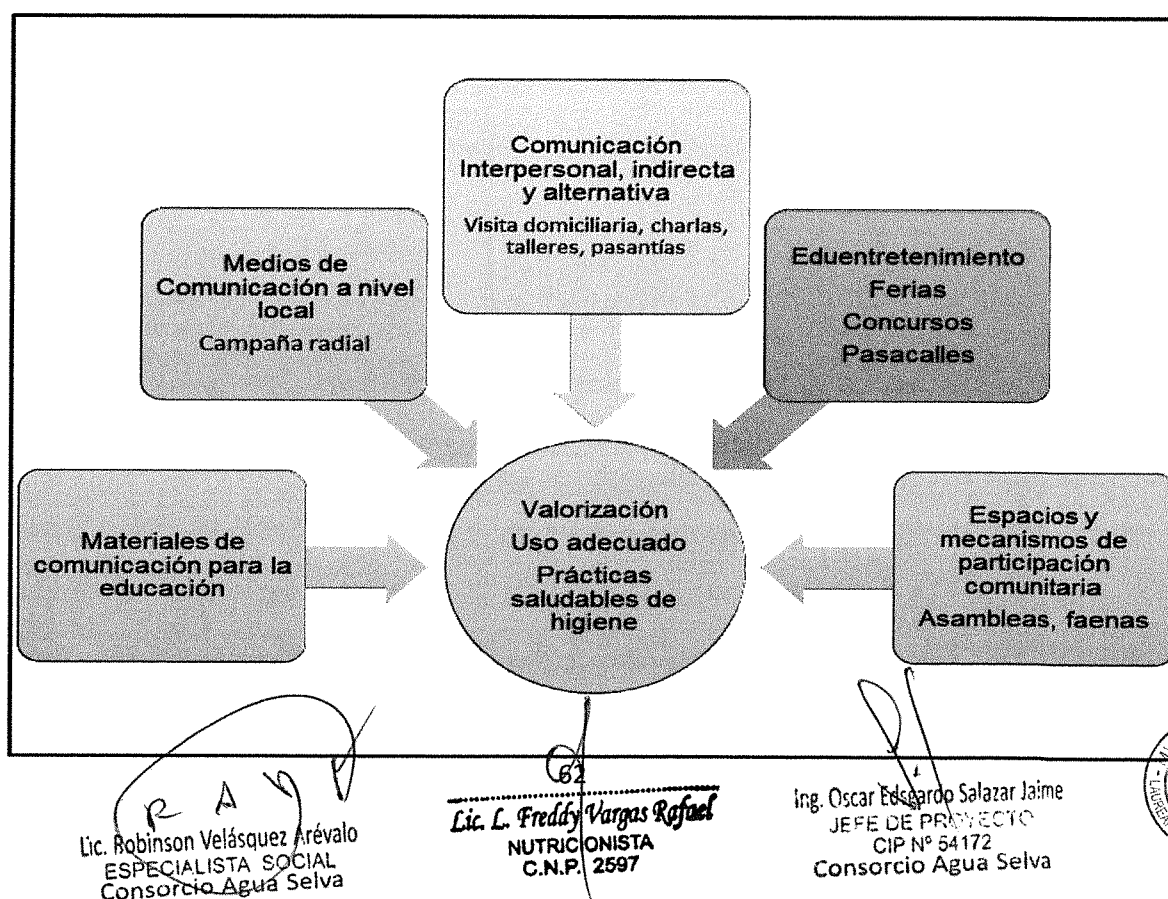 Comunicación
Interpersonal, indirecta
y alternativa
Visita domiciliaria, charlas,
talleres, pasantías
Medios de
Comunicación a nivel
local
Campaña radial
Eduentretenimiento
Ferias
Concursos
Pasacalles
Materiales de
comunicación para la
educación
Valorización
Uso adecuado
Prácticas
saludables de
higiene
Espacios y
mecanismos de
participación
comunitaria
Asambleas, faenas
62
Lic. Robinson Velásquez Arévalo
ESPECIALISTA SOCIAL
Consorcio Agua Selva
Lic. L. Freddy Vargas Rafael
NUTRICIONISTA
C.N.P. 2597
Ing. Oscar Edsgardo Salazar Jaime
JEFE DE PROYECTO
CIP Nº 54172
Consorcio Agua Selva